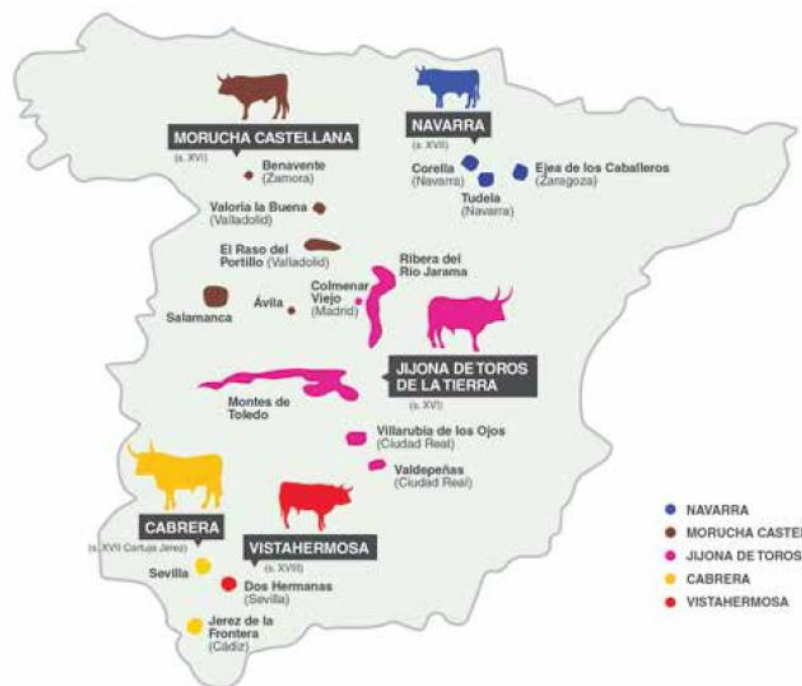 MORUCHA CASTELLANA
(s. XVI)
Benavente
(Zamora)
Valoria la Buena
(Valladolid)
El Raso del
Portillo (Valladolid)
Salamanca
Ávila
NAVARRA
(s. XVII)
Corella
(Navarra)
Tudela
(Navarra)
Ejea de los Caballeros
(Zaragoza)
Ribera del
Río Jarama
Colmenar
Viejo
(Madrid)
JIJONA DE TOROS
DE LA TIERRA
(s. XVI)
Montes de
Toledo
Villarubia de los Ojos
(Ciudad Real)
Valdepeñas
(Ciudad Real)
CABRERA
(s. XVII Cartuja Jerez)
Sevilla
Jerez de la
Frontera
(Cádiz)
VISTAHERMOSA
(s. XVIII)
Dos Hermanas
(Sevilla)
NAVARRA
MORUCHA CASTEL
JIJONA DE TOROS
CABRERA
VISTAHERMOSA